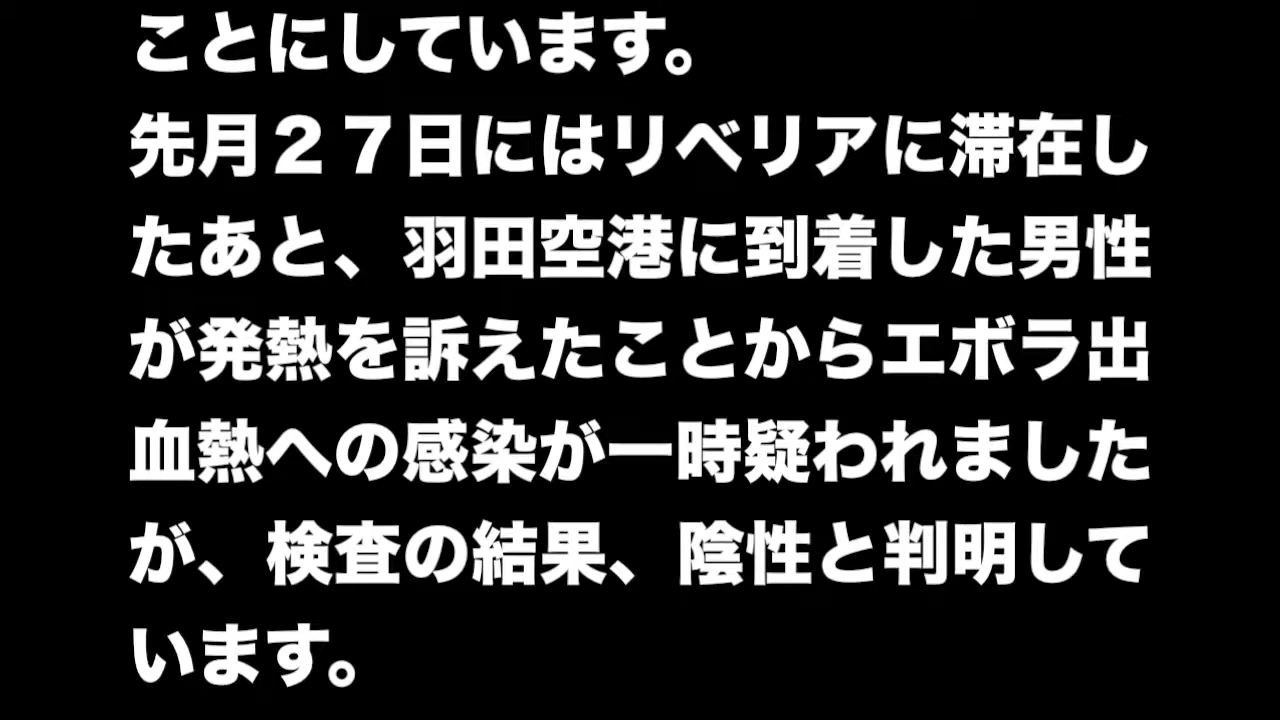 ことにしています。
先月２７日にはリベリアに滞在し
たあと、羽田空港に到着した男性
が発熱を訴えたことからエボラ出
血熱への感染が一時疑われました
が、検査の結果、陰性と判明して
います。